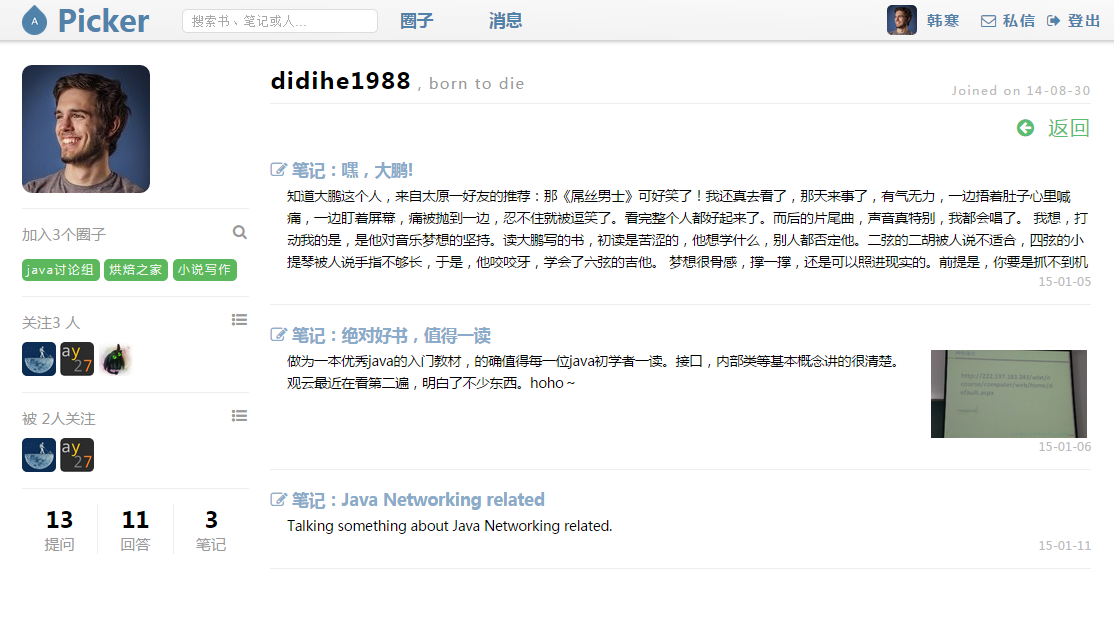 A Picker 搜索书、笔记或人... 圈子 消息 韩寒 私信 登出
didihe1988 , born to die
Joined on 14-08-30
返回
加入3个圈子
java讨论组 烘焙之家 小说写作
关注3 人
ay
27
被 2人关注
ay
27
13 11 3
提问 回答 笔记
笔记：嘿，大鹏!
知道大鹏这个人，来自太原一好友的推荐：那《屌丝男士》可好笑了！我还真去看了，那天来事了，有气无力，一边捂着肚子心里喊
痛，一边盯着屏幕，痛被抛到一边，忍不住就被逗笑了。看完整个人都好起来了。而后的片尾曲，声音真特别，我都会唱了。 我想，打
动我的是，是他对音乐梦想的坚持。读大鹏写的书，初读是苦涩的，他想学什么，别人都否定他。二弦的二胡被人说不适合，四弦的小
提琴被人说手指不够长，于是，他咬咬牙，学会了六弦的吉他。 梦想很骨感，撑一撑，还是可以照进现实的。前提是，你要是抓不到机
15-01-05
笔记：绝对好书，值得一读
做为一本优秀java的入门教材，的确值得每一位java初学者一读。接口，内部类等基本概念讲的很清楚。
观云最近在看第二遍，明白了不少东西。hoho～
15-01-06
笔记：Java Networking related
Talking something about Java Networking related.
15-01-11